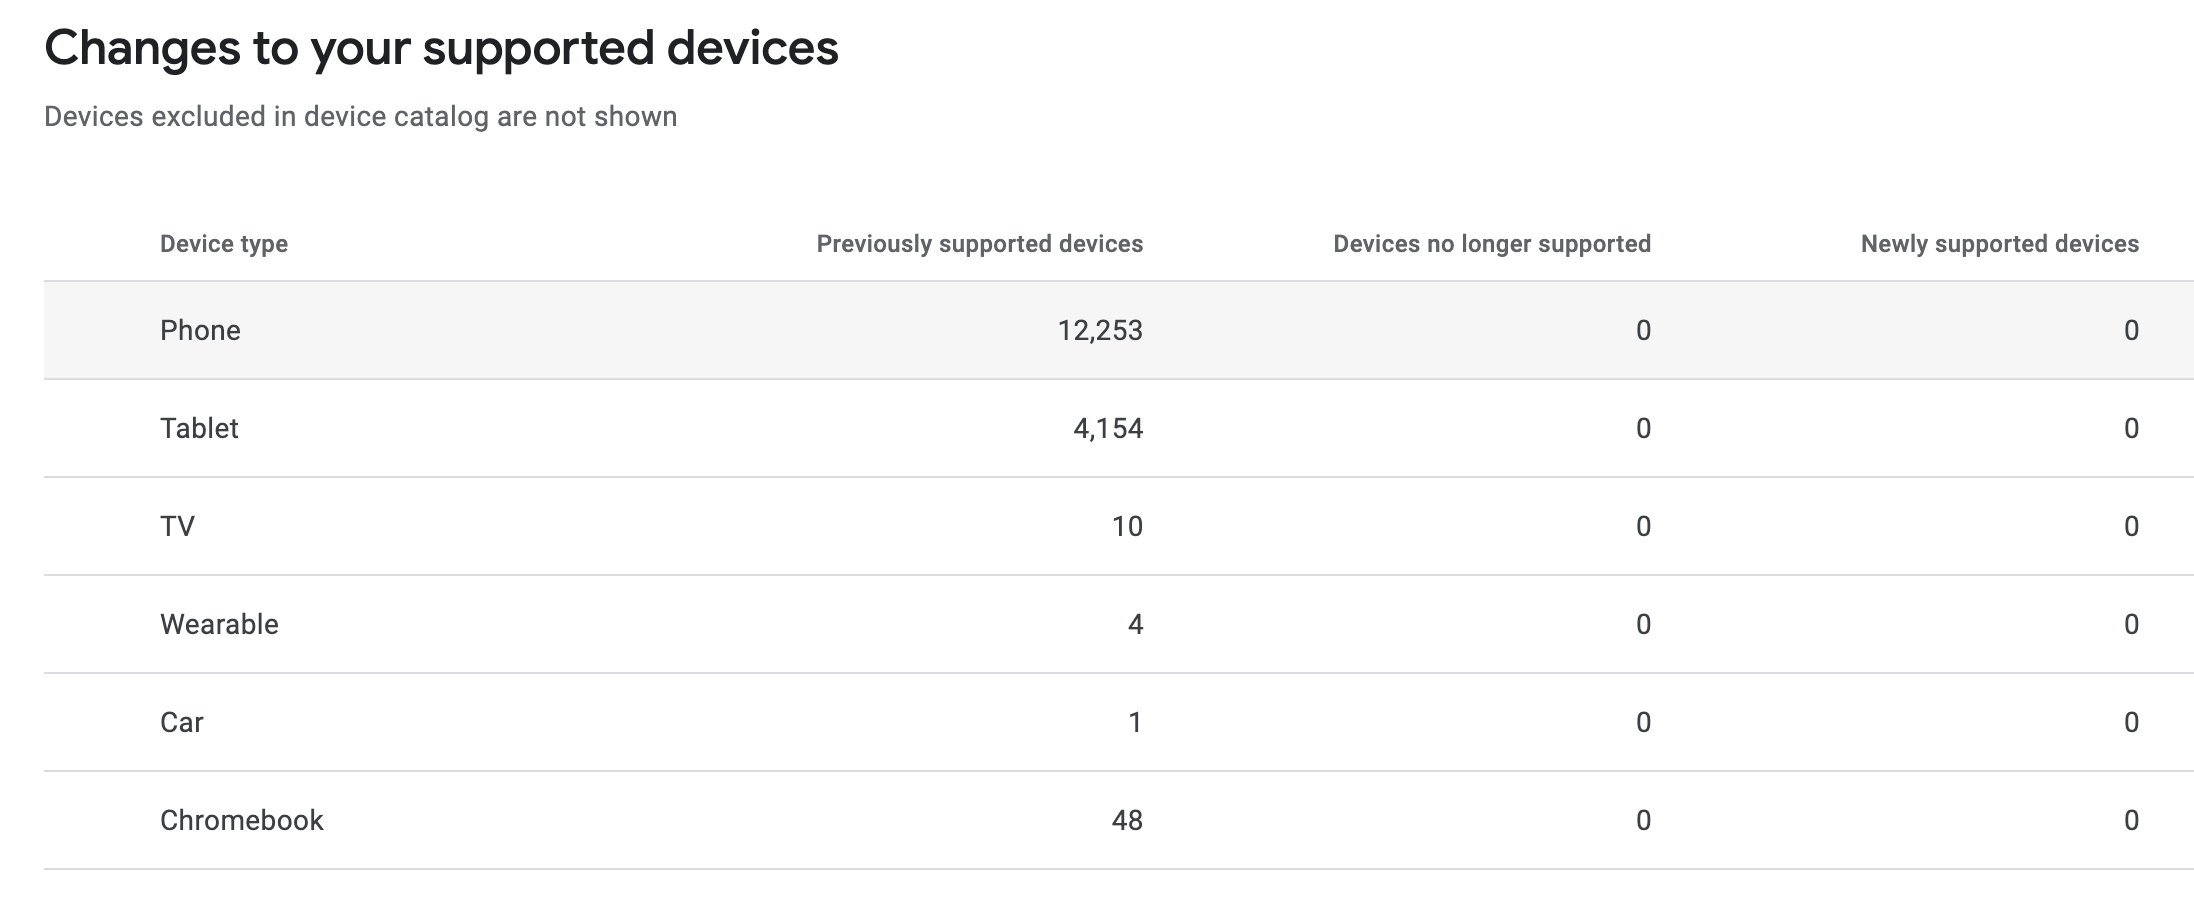 Changes to your supported devices
Devices excluded in device catalog are not shown
Device type Previously supported devices Devices no longer supported Newly supported devices
Phone 12,253 0 0
Tablet 4,154 0 0
TV 10 0 0
Wearable 4 0 0
Car 1 0 0
Chromebook 48 0 0